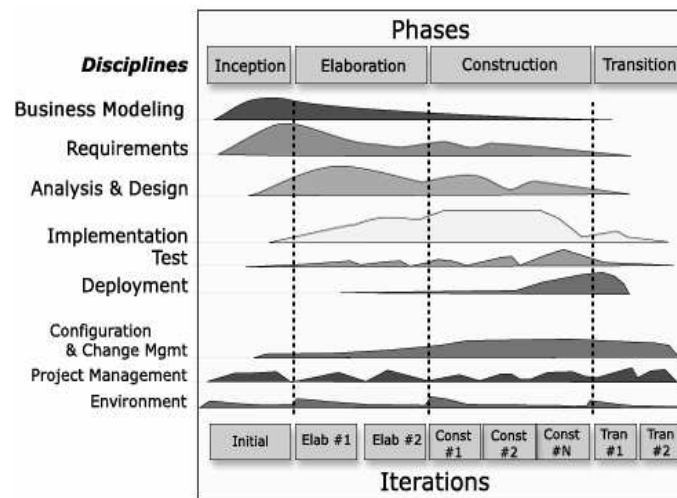 Phases
Disciplines Inception Elaboration Construction Transition
Business Modeling
Requirements
Analysis & Design
Implementation
Test
Deployment
Configuration
& Change Mgmt
Project Management
Environment
Initial Elab #1 Elab #2 Const #1 Const #2 Const #N Tran #1 Tran #2
Iterations